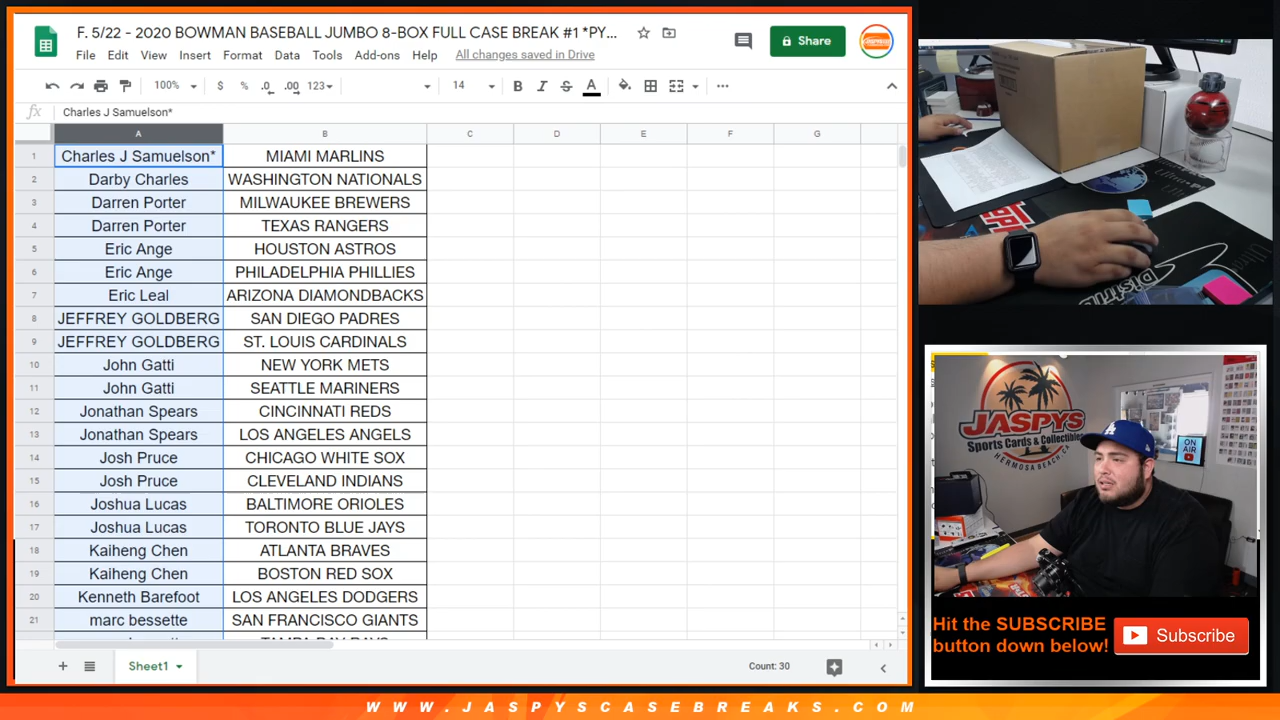 F. 5/22 - 2020 BOWMAN BASEBALL JUMBO 8-BOX FULL CASE BREAK #1 *PY...
File Edit View Insert Format Data Tools Add-ons Help All changes saved in Drive
Share
100% $ % .0 .00 123 14 B I S A
fx Charles J Samuelson*
A B C D E F G
1 Charles J Samuelson* MIAMI MARLINS
2 Darby Charles WASHINGTON NATIONALS
3 Darren Porter MILWAUKEE BREWERS
4 Darren Porter TEXAS RANGERS
5 Eric Ange HOUSTON ASTROS
6 Eric Ange PHILADELPHIA PHILLIES
7 Eric Leal ARIZONA DIAMONDBACKS
8 JEFFREY GOLDBERG SAN DIEGO PADRES
9 JEFFREY GOLDBERG ST. LOUIS CARDINALS
10 John Gatti NEW YORK METS
11 John Gatti SEATTLE MARINERS
12 Jonathan Spears CINCINNATI REDS
13 Jonathan Spears LOS ANGELES ANGELS
14 Josh Pruce CHICAGO WHITE SOX
15 Josh Pruce CLEVELAND INDIANS
16 Joshua Lucas BALTIMORE ORIOLES
17 Joshua Lucas TORONTO BLUE JAYS
18 Kaiheng Chen ATLANTA BRAVES
19 Kaiheng Chen BOSTON RED SOX
20 Kenneth Barefoot LOS ANGELES DODGERS
21 marc bessette SAN FRANCISCO GIANTS
Sheet1
Count: 30
JASPYS
Sports Cards & Collectibles
HERMOSA BEACH, CA
ON
AIR
Hit the SUBSCRIBE
button down below!
Subscribe
WWW.JASPYSCASEBREAKS.COM